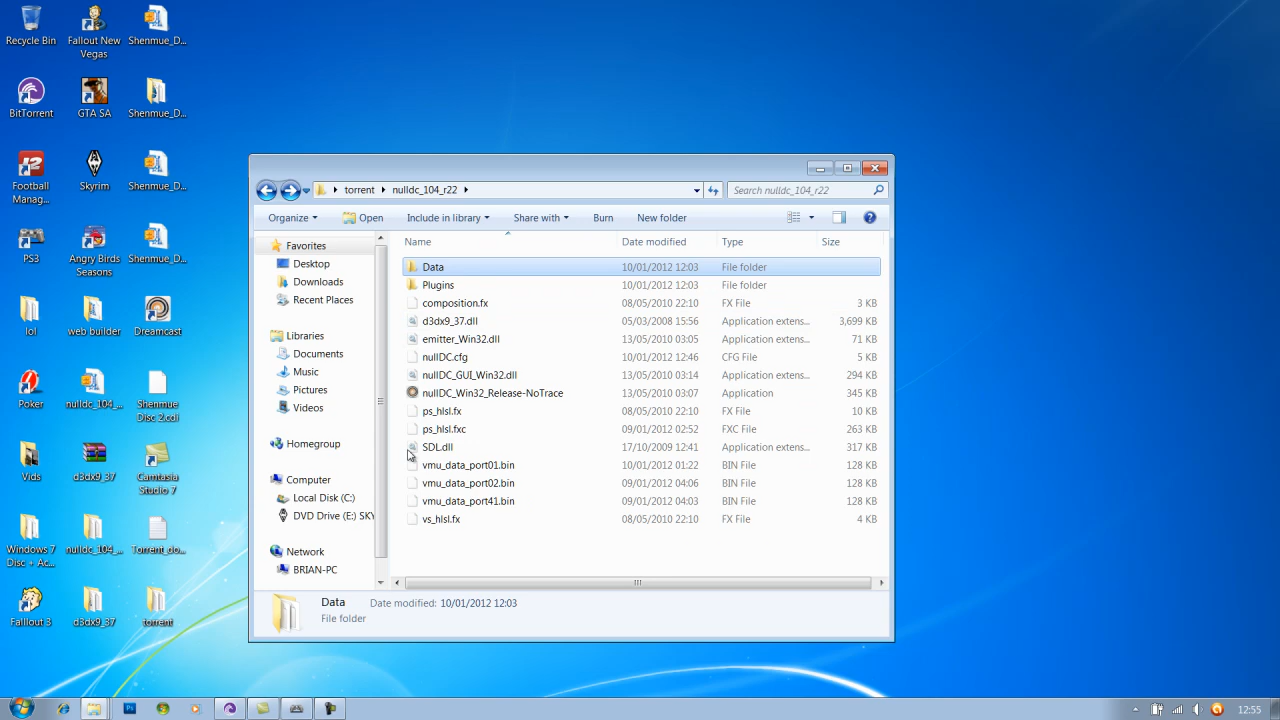 Recycle Bin
Fallout New Vegas
Shenmue_D...
BitTorrent
GTA SA
Shenmue_D...
Football Manag...
Skyrim
Shenmue_D...
PS3
Angry Birds Seasons
Shenmue_D...
lol
web builder
Dreamcast
Poker
nulldc_104_...
Shenmue Disc 2.cdi
Vids
d3dx9_37
Camtasia Studio 7
Windows 7 Disc + Ac...
nulldc_104_...
Torrent_do...
Falllout 3
d3dx9_37
torrent
torrent nulldc_104_r22
Search nulldc_104_r22
Organize Open Include in library Share with Burn New folder
Favorites
Desktop
Downloads
Recent Places
Libraries
Documents
Music
Pictures
Videos
Homegroup
Computer
Local Disk (C:)
DVD Drive (E:) SKY
Network
BRIAN-PC
Name Date modified Type Size
Data 10/01/2012 12:03 File folder
Plugins 10/01/2012 12:03 File folder
composition.fx 08/05/2010 22:10 FX File 3 KB
d3dx9_37.dll 05/03/2008 15:56 Application extens... 3,699 KB
emitter_Win32.dll 13/05/2010 03:05 Application extens... 71 KB
nullDC.cfg 10/01/2012 12:46 CFG File 5 KB
nullDC_GUI_Win32.dll 13/05/2010 03:14 Application extens... 294 KB
nullDC_Win32_Release-NoTrace 13/05/2010 03:07 Application 345 KB
ps_hlsl.fx 08/05/2010 22:10 FX File 10 KB
ps_hlsl.fxc 09/01/2012 02:52 FXC File 263 KB
SDL.dll 17/10/2009 12:41 Application extens... 317 KB
vmu_data_port01.bin 10/01/2012 01:22 BIN File 128 KB
vmu_data_port02.bin 09/01/2012 04:06 BIN File 128 KB
vmu_data_port41.bin 09/01/2012 04:03 BIN File 128 KB
vs_hlsl.fx 08/05/2010 22:10 FX File 4 KB
Data Date modified: 10/01/2012 12:03
File folder
12:55